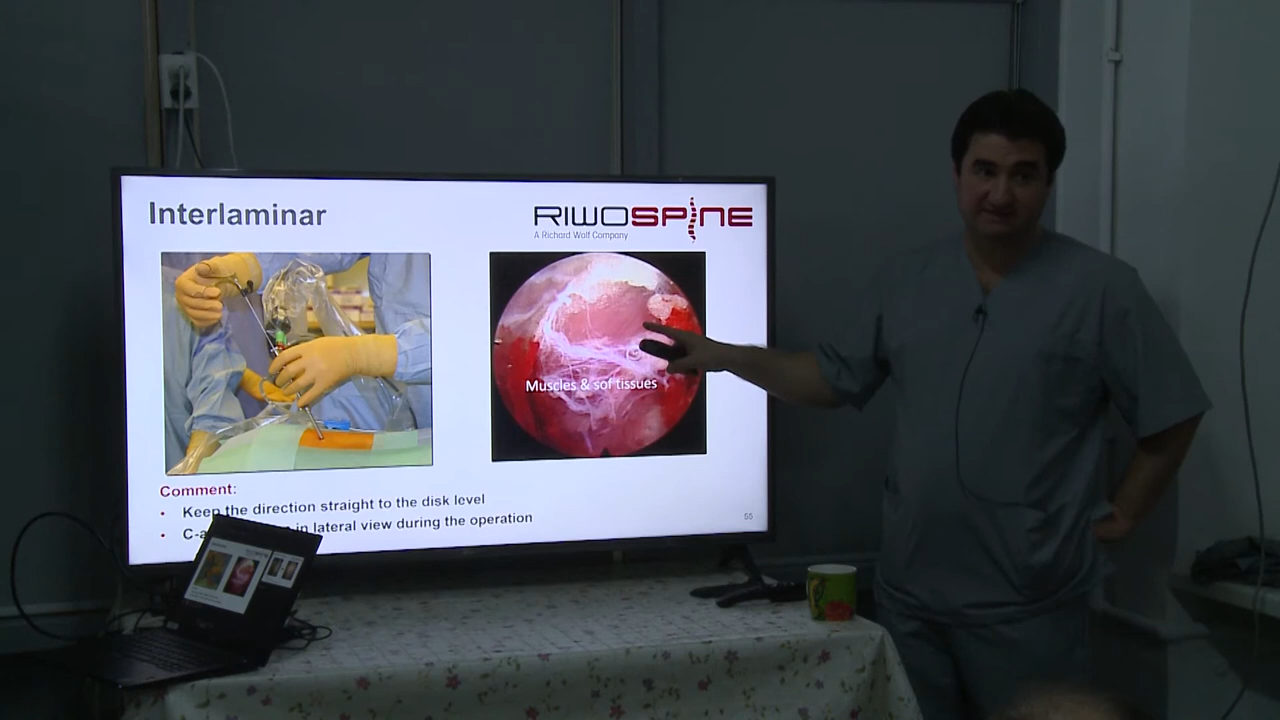 Interlaminar
RIWOSPINE
A Richard Wolf Company
Muscles & sof tissues
Comment:
• Keep the direction straight to the disk level
• in lateral view during the operation
55